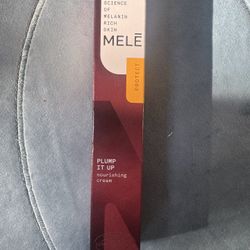 SCIENCE OF
MELANIN
RICH
SKIN
MELĒ
PROTECT
PLUMP
IT UP
nourishing
cream